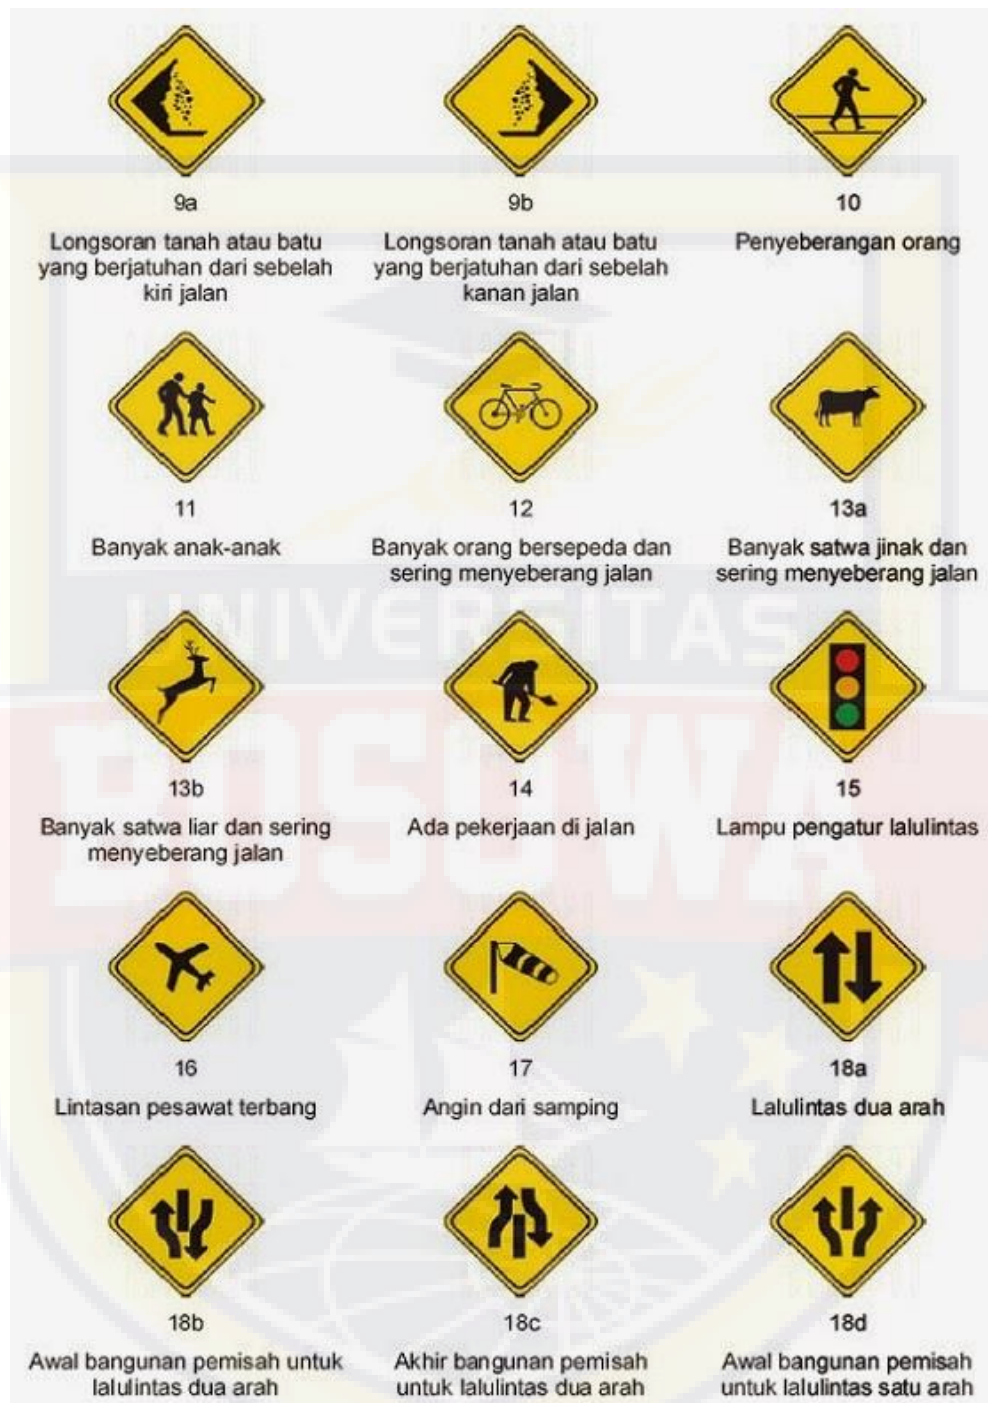 9a
9b
10
Longsoran tanah atau batu
yang berjatuhan dari sebelah
kiri jalan
Longsoran tanah atau batu
yang berjatuhan dari sebelah
kanan jalan
Penyeberangan orang
11
12
13a
Banyak anak-anak
Banyak orang bersepeda dan
sering menyeberang jalan
Banyak satwa jinak dan
sering menyeberang jalan
UNIVERSITAS
13b
14
15
BOSOWA
Banyak satwa liar dan sering
menyeberang jalan
Ada pekerjaan di jalan
Lampu pengatur lalulintas
16
17
18a
Lintasan pesawat terbang
Angin dari samping
Lalulintas dua arah
18b
18c
18d
Awal bangunan pemisah untuk
lalulintas dua arah
Akhir bangunan pemisah
untuk lalulintas dua arah
Awal bangunan pemisah
untuk lalulintas satu arah